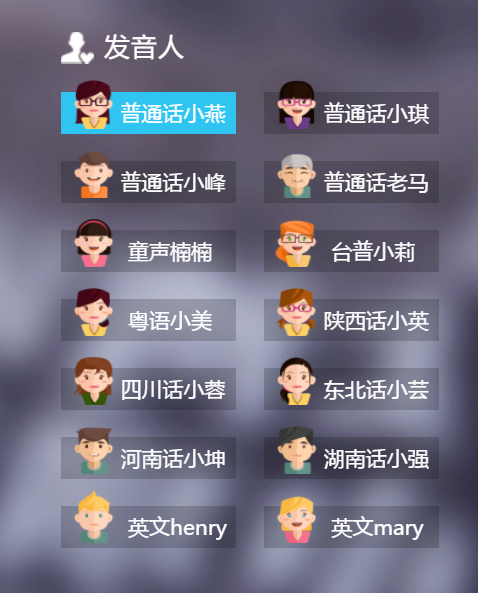 发音人
普通话小燕
普通话小琪
普通话小峰
普通话老马
童声楠楠
台普小莉
粤语小美
陕西话小英
四川话小蓉
东北话小芸
河南话小坤
湖南话小强
英文henry
英文mary